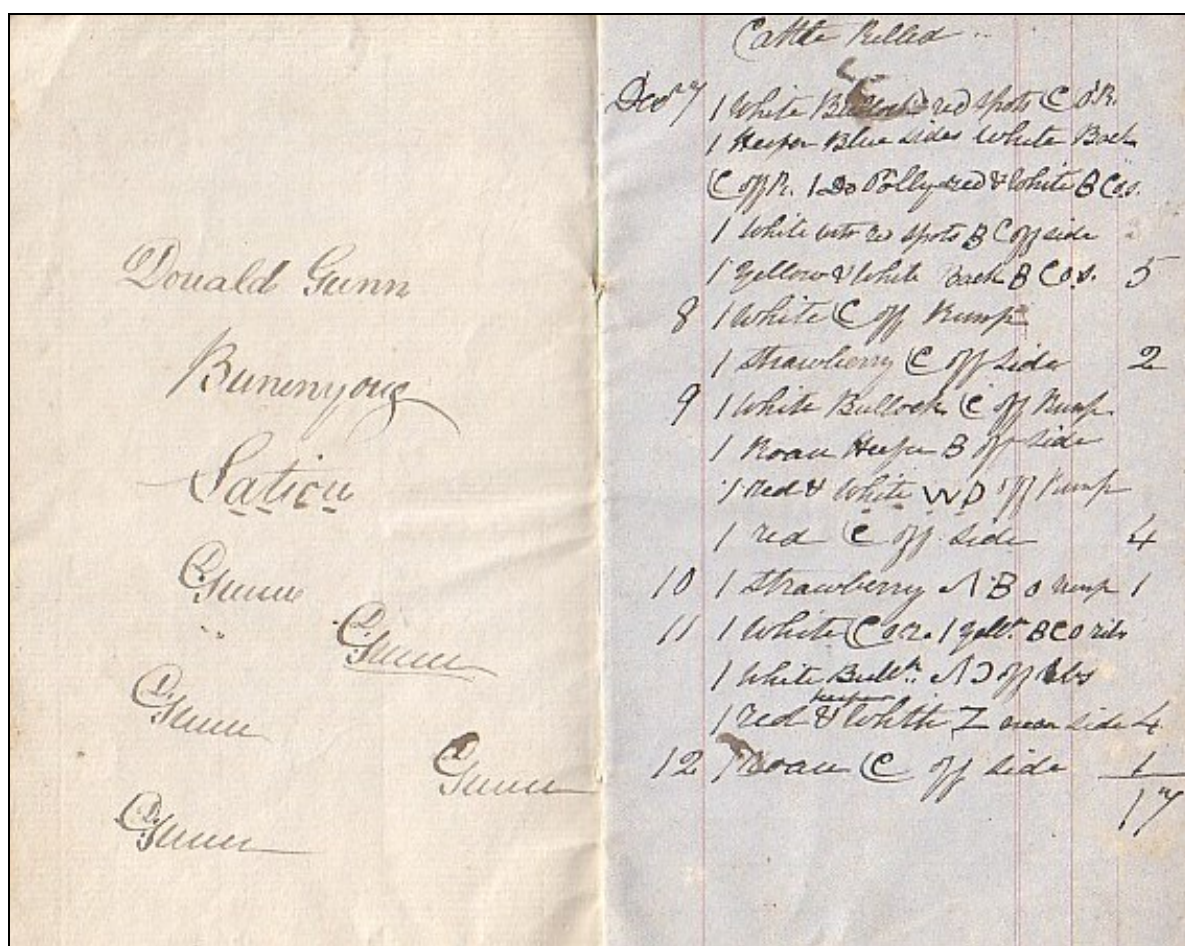 Donald Gunn
Buninyong
Sation
Gunn
D. Gunn
D. Gunn
D. Gunn
D. Gunn
Cattle Killed
Decr 7 1 White Bullock red spots C O R.
1 Heifer Blue sides White Back
C off R. 1 Do Polly red & White B C o.s.
1 White with red spots B C off side
1 Yellow & White back B C o.s. 5
8 1 White C off Rump
1 Strawberry C off Side 2
9 1 White Bullock C off Rump
1 Roan Heifer B off Side
1 red & White WD off Rump
1 red C off Side 4
10 1 Strawberry B o rump 1
11 1 White C o r. 1 Yellw B C o ribs
1 White Bullk off ribs
heifer
1 red & White near side 4
12 1 Roan C off side 1
17